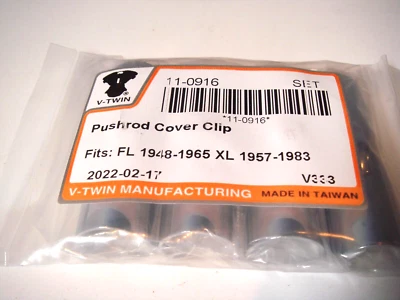 11-0916 SET
V-TWIN ®
*11-0916*
Pushrod Cover Clip
Fits: FL 1948-1965 XL 1957-1983
2022-02-17 V333
V-TWIN MANUFACTURING MADE IN TAIWAN